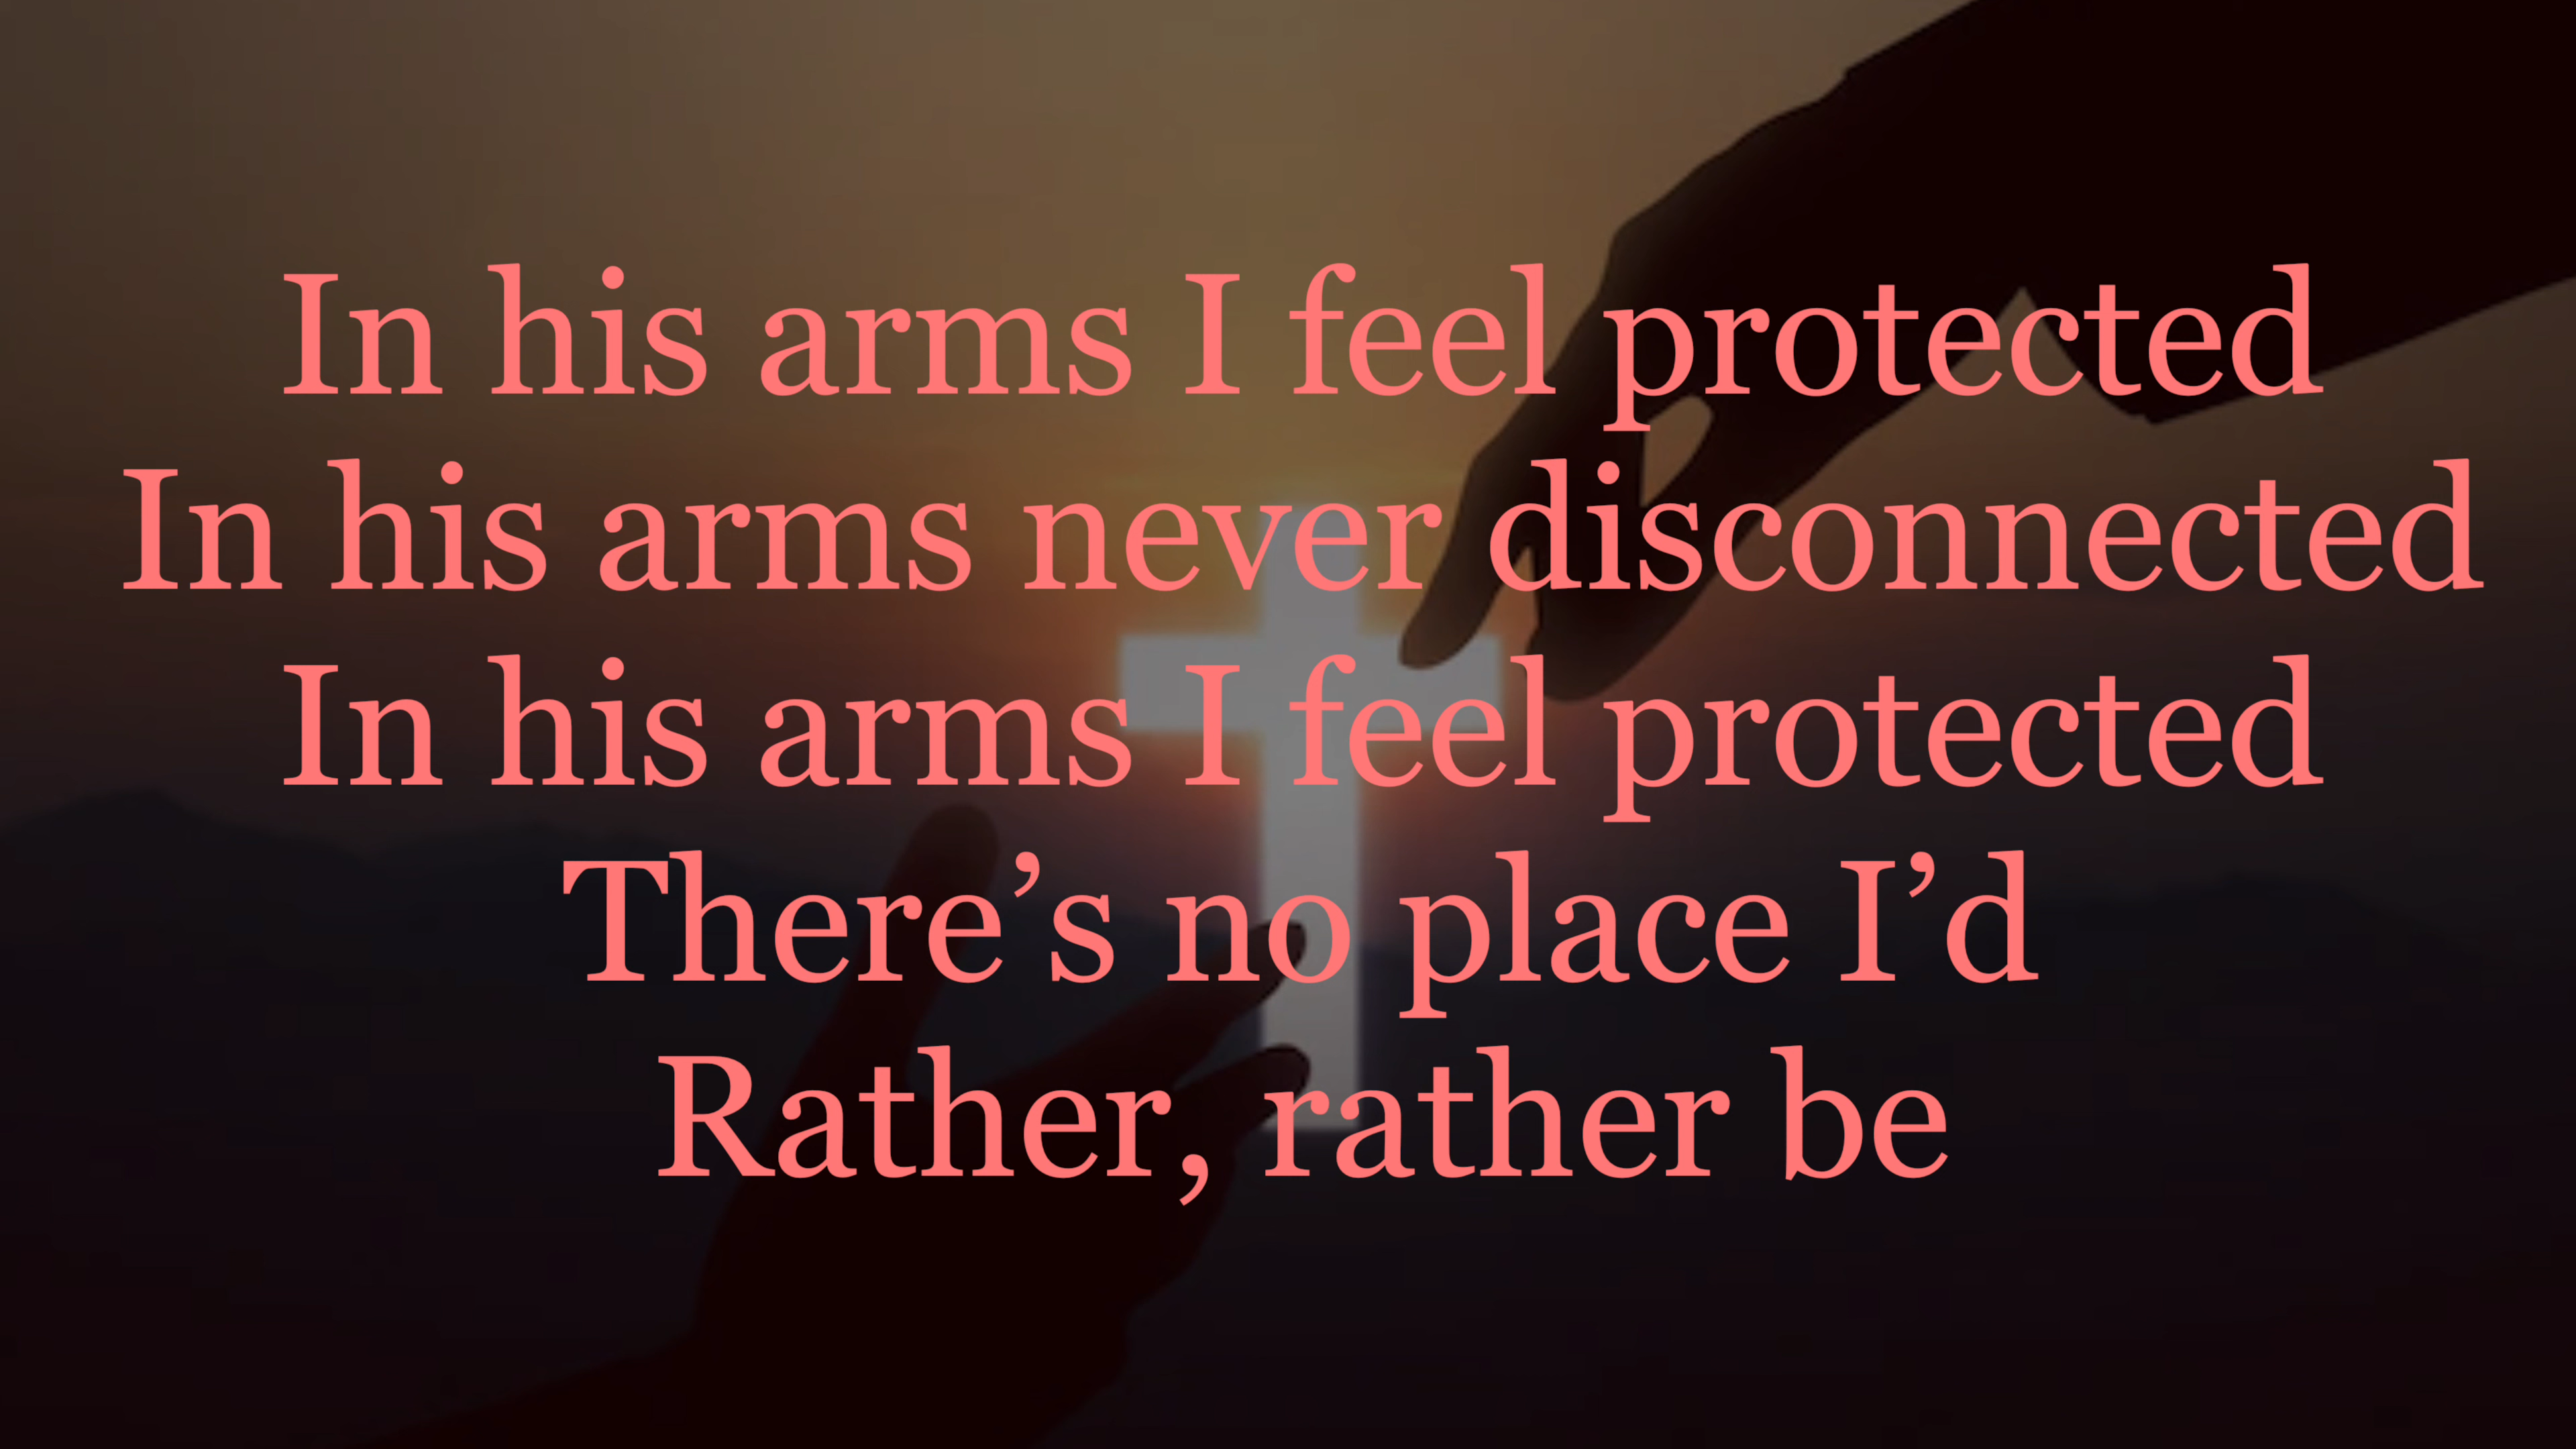 In his arms I feel protected
In his arms never disconnected
In his arms I feel protected
There’s no place I’d
Rather, rather be